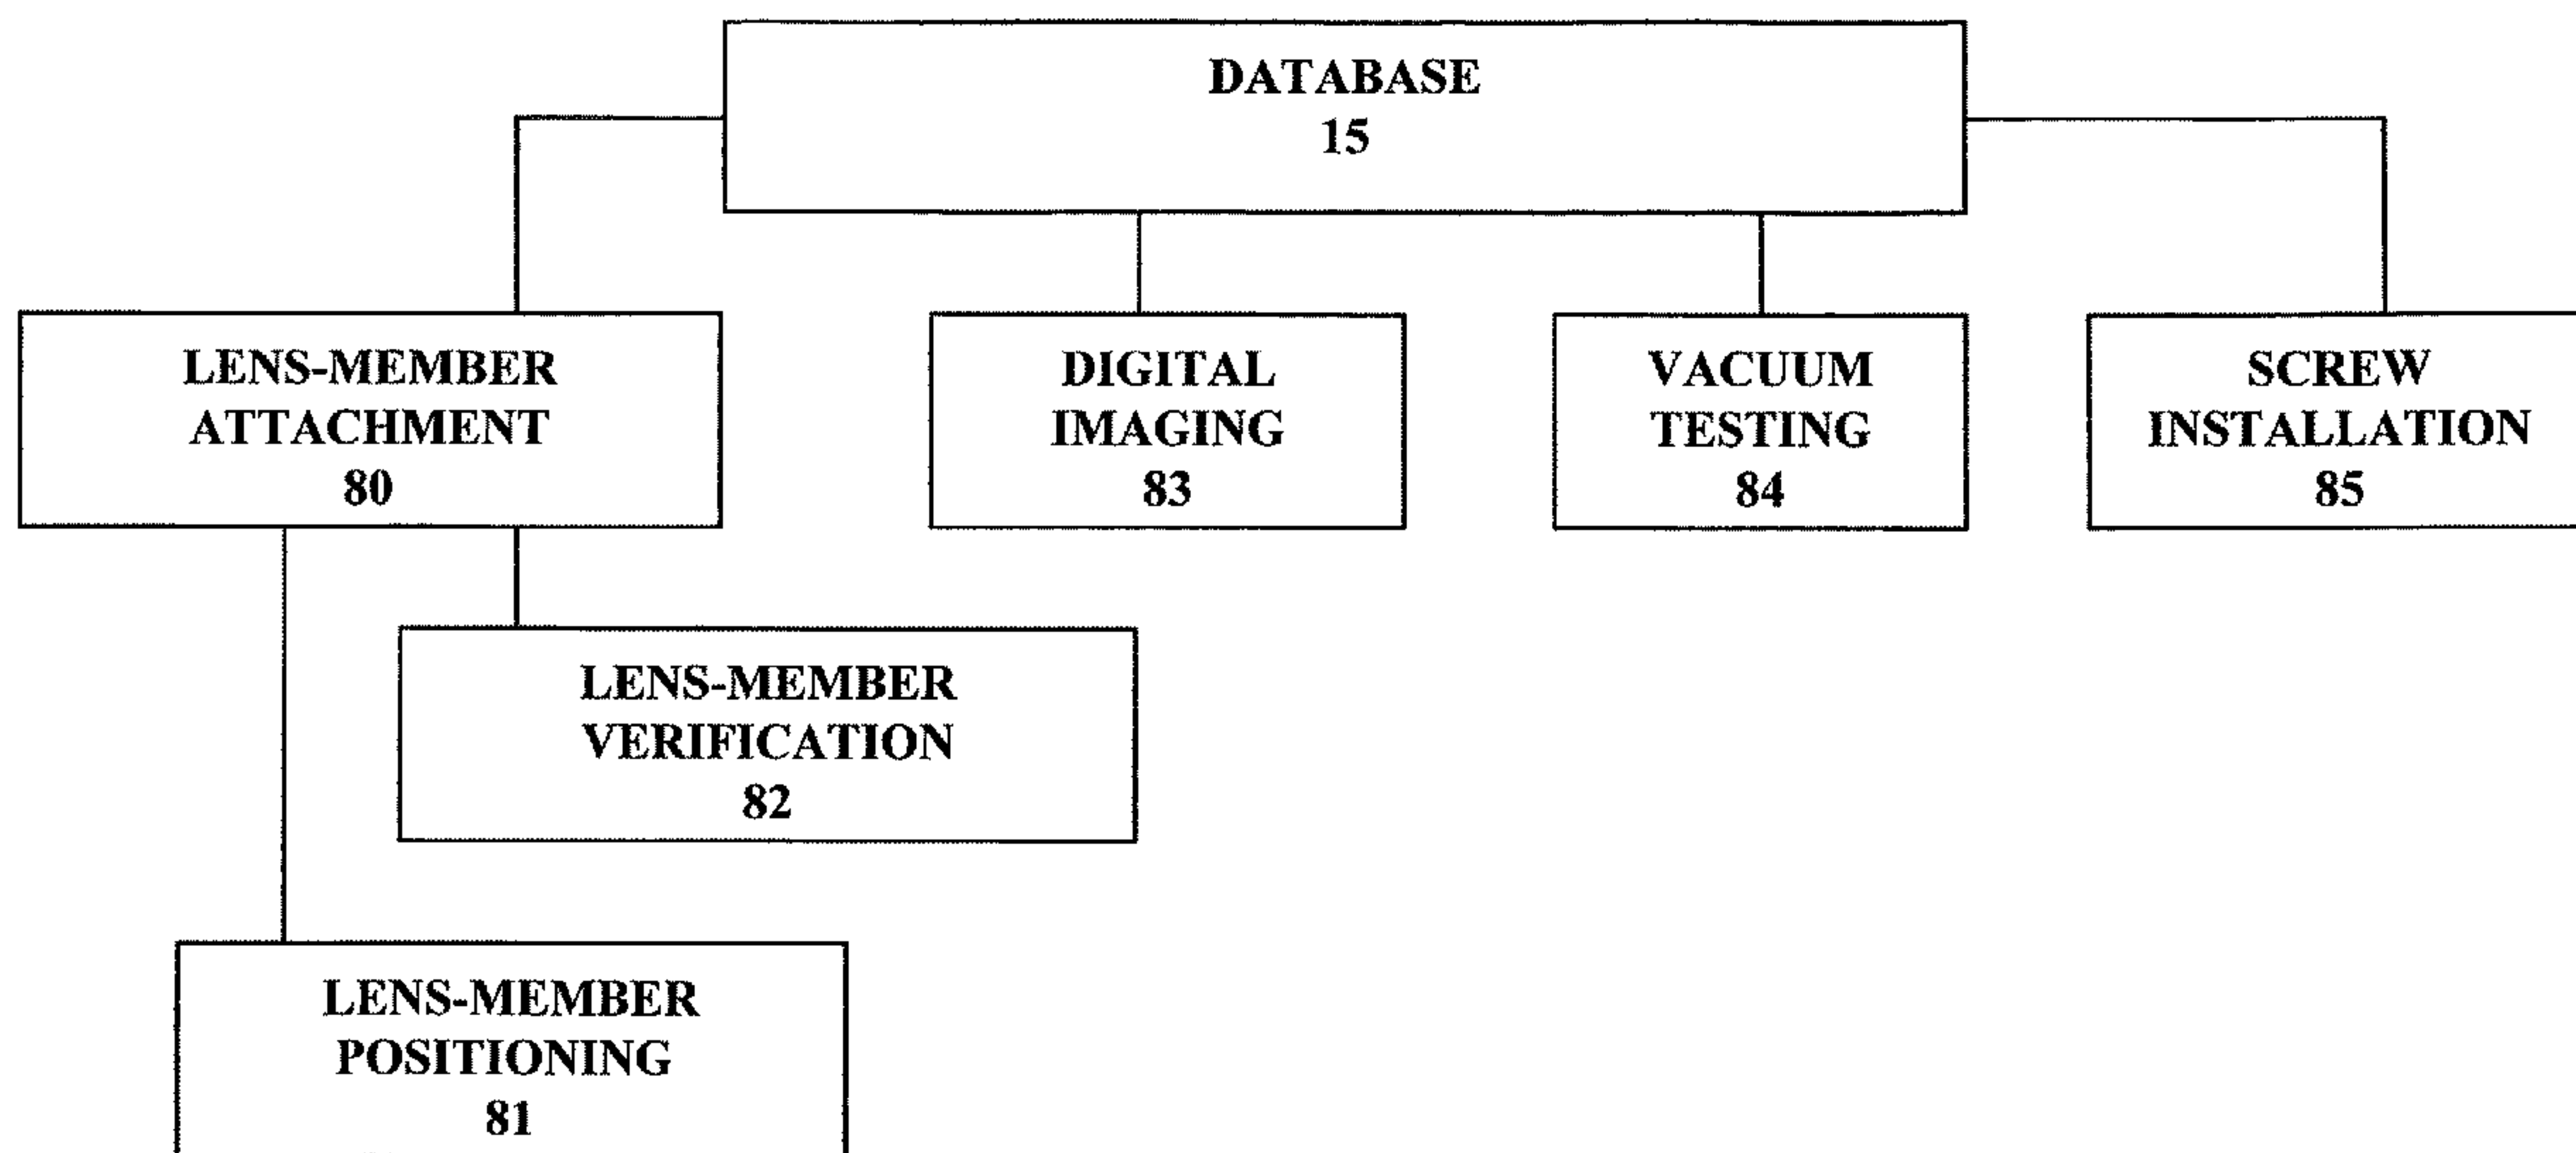 DATABASE
15
LENS-MEMBER
ATTACHMENT
80
DIGITAL
IMAGING
83
VACUUM
TESTING
84
SCREW
INSTALLATION
85
LENS-MEMBER
VERIFICATION
82
LENS-MEMBER
POSITIONING
81